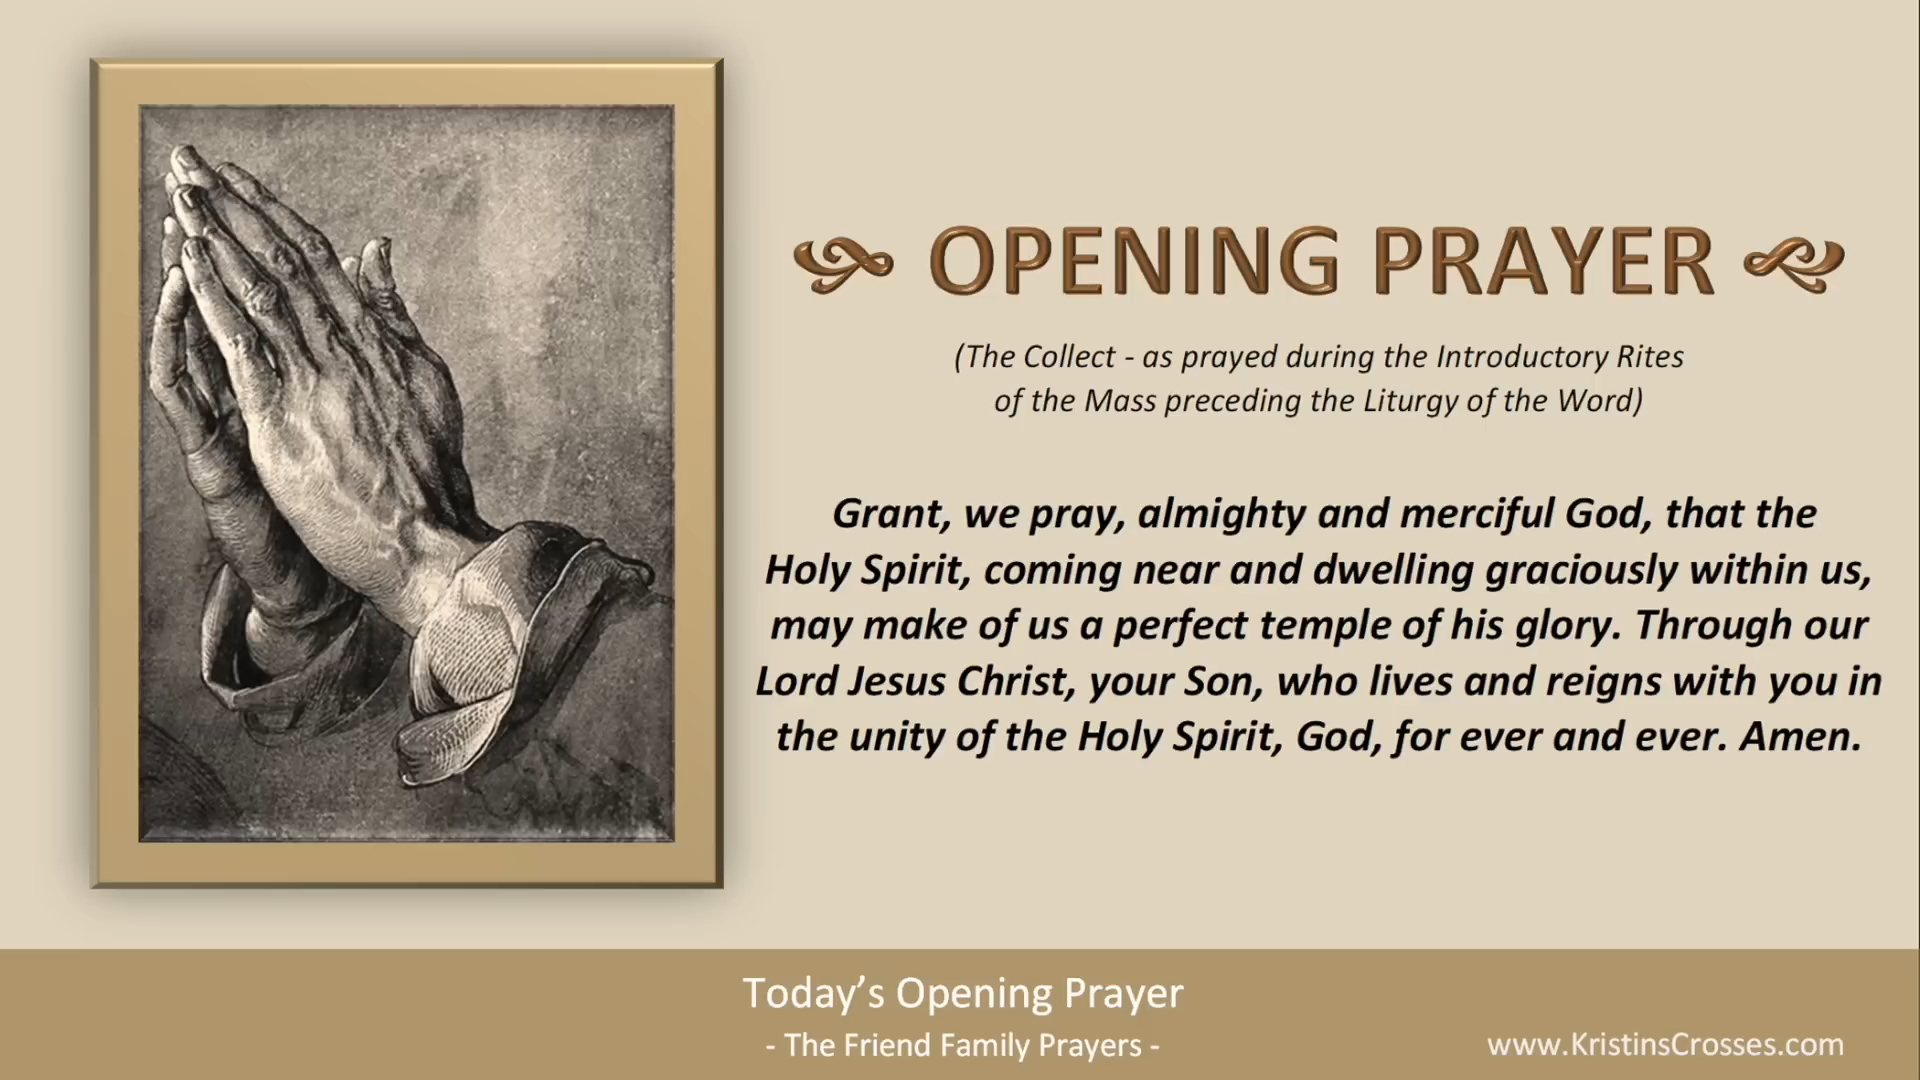 OPENING PRAYER
(The Collect - as prayed during the Introductory Rites
of the Mass preceding the Liturgy of the Word)
Grant, we pray, almighty and merciful God, that the
Holy Spirit, coming near and dwelling graciously within us,
may make of us a perfect temple of his glory. Through our
Lord Jesus Christ, your Son, who lives and reigns with you in
the unity of the Holy Spirit, God, for ever and ever. Amen.
Today’s Opening Prayer
- The Friend Family Prayers -
www.KristinsCrosses.com